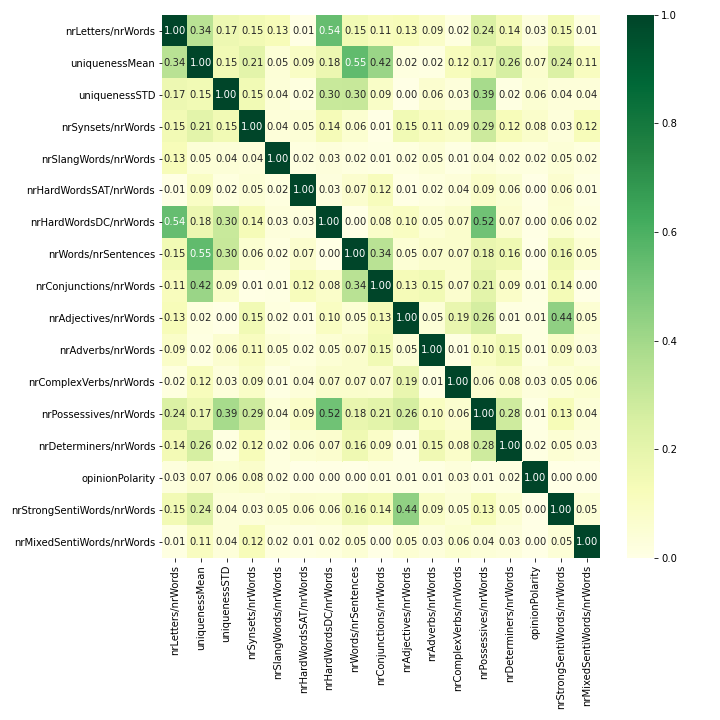 nrLetters/nrWords 1.00 0.34 0.17 0.15 0.13 0.01 0.54 0.15 0.11 0.13 0.09 0.02 0.24 0.14 0.03 0.15 0.01
uniquenessMean 0.34 1.00 0.15 0.21 0.05 0.09 0.18 0.55 0.42 0.02 0.02 0.12 0.17 0.26 0.07 0.24 0.11
uniquenessSTD 0.17 0.15 1.00 0.15 0.04 0.02 0.30 0.30 0.09 0.00 0.06 0.03 0.39 0.02 0.06 0.04 0.04
nrSynsets/nrWords 0.15 0.21 0.15 1.00 0.04 0.05 0.14 0.06 0.01 0.15 0.11 0.09 0.29 0.12 0.08 0.03 0.12
nrSlangWords/nrWords 0.13 0.05 0.04 0.04 1.00 0.02 0.03 0.02 0.01 0.02 0.05 0.01 0.04 0.02 0.02 0.05 0.02
nrHardWordsSAT/nrWords 0.01 0.09 0.02 0.05 0.02 1.00 0.03 0.07 0.12 0.01 0.02 0.04 0.09 0.06 0.00 0.06 0.01
nrHardWordsDC/nrWords 0.54 0.18 0.30 0.14 0.03 0.03 1.00 0.00 0.08 0.10 0.05 0.07 0.52 0.07 0.00 0.06 0.02
nrWords/nrSentences 0.15 0.55 0.30 0.06 0.02 0.07 0.00 1.00 0.34 0.05 0.07 0.07 0.18 0.16 0.00 0.16 0.05
nrConjunctions/nrWords 0.11 0.42 0.09 0.01 0.01 0.12 0.08 0.34 1.00 0.13 0.15 0.07 0.21 0.09 0.01 0.14 0.00
nrAdjectives/nrWords 0.13 0.02 0.00 0.15 0.02 0.01 0.10 0.05 0.13 1.00 0.05 0.19 0.26 0.01 0.01 0.44 0.05
nrAdverbs/nrWords 0.09 0.02 0.06 0.11 0.05 0.02 0.05 0.07 0.15 0.05 1.00 0.01 0.10 0.15 0.01 0.09 0.03
nrComplexVerbs/nrWords 0.02 0.12 0.03 0.09 0.01 0.04 0.07 0.07 0.07 0.19 0.01 1.00 0.06 0.08 0.03 0.05 0.06
nrPossessives/nrWords 0.24 0.17 0.39 0.29 0.04 0.09 0.52 0.18 0.21 0.26 0.10 0.06 1.00 0.28 0.01 0.13 0.04
nrDeterminers/nrWords 0.14 0.26 0.02 0.12 0.02 0.06 0.07 0.16 0.09 0.01 0.15 0.08 0.28 1.00 0.02 0.05 0.03
opinionPolarity 0.03 0.07 0.06 0.08 0.02 0.00 0.00 0.00 0.01 0.01 0.01 0.03 0.01 0.02 1.00 0.00 0.00
nrStrongSentiWords/nrWords 0.15 0.24 0.04 0.03 0.05 0.06 0.06 0.16 0.14 0.44 0.09 0.05 0.13 0.05 0.00 1.00 0.05
nrMixedSentiWords/nrWords 0.01 0.11 0.04 0.12 0.02 0.01 0.02 0.05 0.00 0.05 0.03 0.06 0.04 0.03 0.00 0.05 1.00
nrLetters/nrWords
uniquenessMean
uniquenessSTD
nrSynsets/nrWords
nrSlangWords/nrWords
nrHardWordsSAT/nrWords
nrHardWordsDC/nrWords
nrWords/nrSentences
nrConjunctions/nrWords
nrAdjectives/nrWords
nrAdverbs/nrWords
nrComplexVerbs/nrWords
nrPossessives/nrWords
nrDeterminers/nrWords
opinionPolarity
nrStrongSentiWords/nrWords
nrMixedSentiWords/nrWords
1.0
0.8
0.6
0.4
0.2
0.0